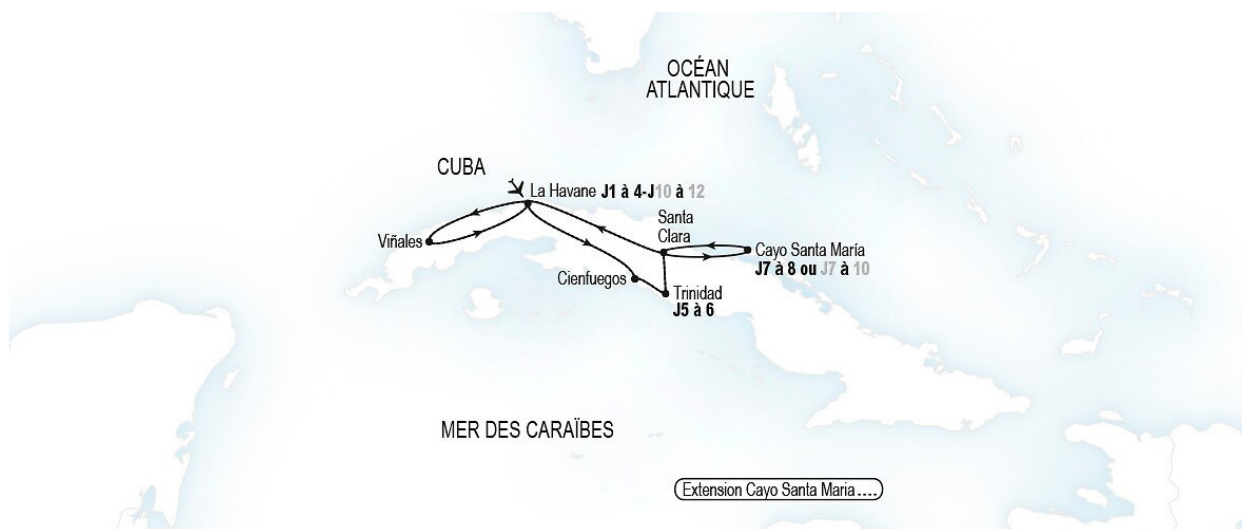 OCÉAN
ATLANTIQUE
CUBA
La Havane J1 à 4-J10 à 12
Viñales
Santa
Clara
Cayo Santa María
J7 à 8 ou J7 à 10
Cienfuegos
Trinidad
J5 à 6
MER DES CARAÏBES
Extension Cayo Santa Maria ....